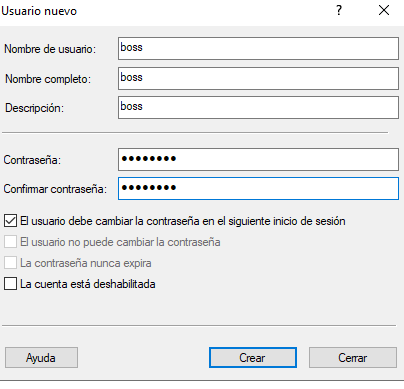 Usuario nuevo ? ×
Nombre de usuario: boss
Nombre completo: boss
Descripción: boss
Contraseña: ●●●●●●●●
Confirmar contraseña: ●●●●●●●●
El usuario debe cambiar la contraseña en el siguiente inicio de sesión
El usuario no puede cambiar la contraseña
La contraseña nunca expira
La cuenta está deshabilitada
Ayuda Crear Cerrar